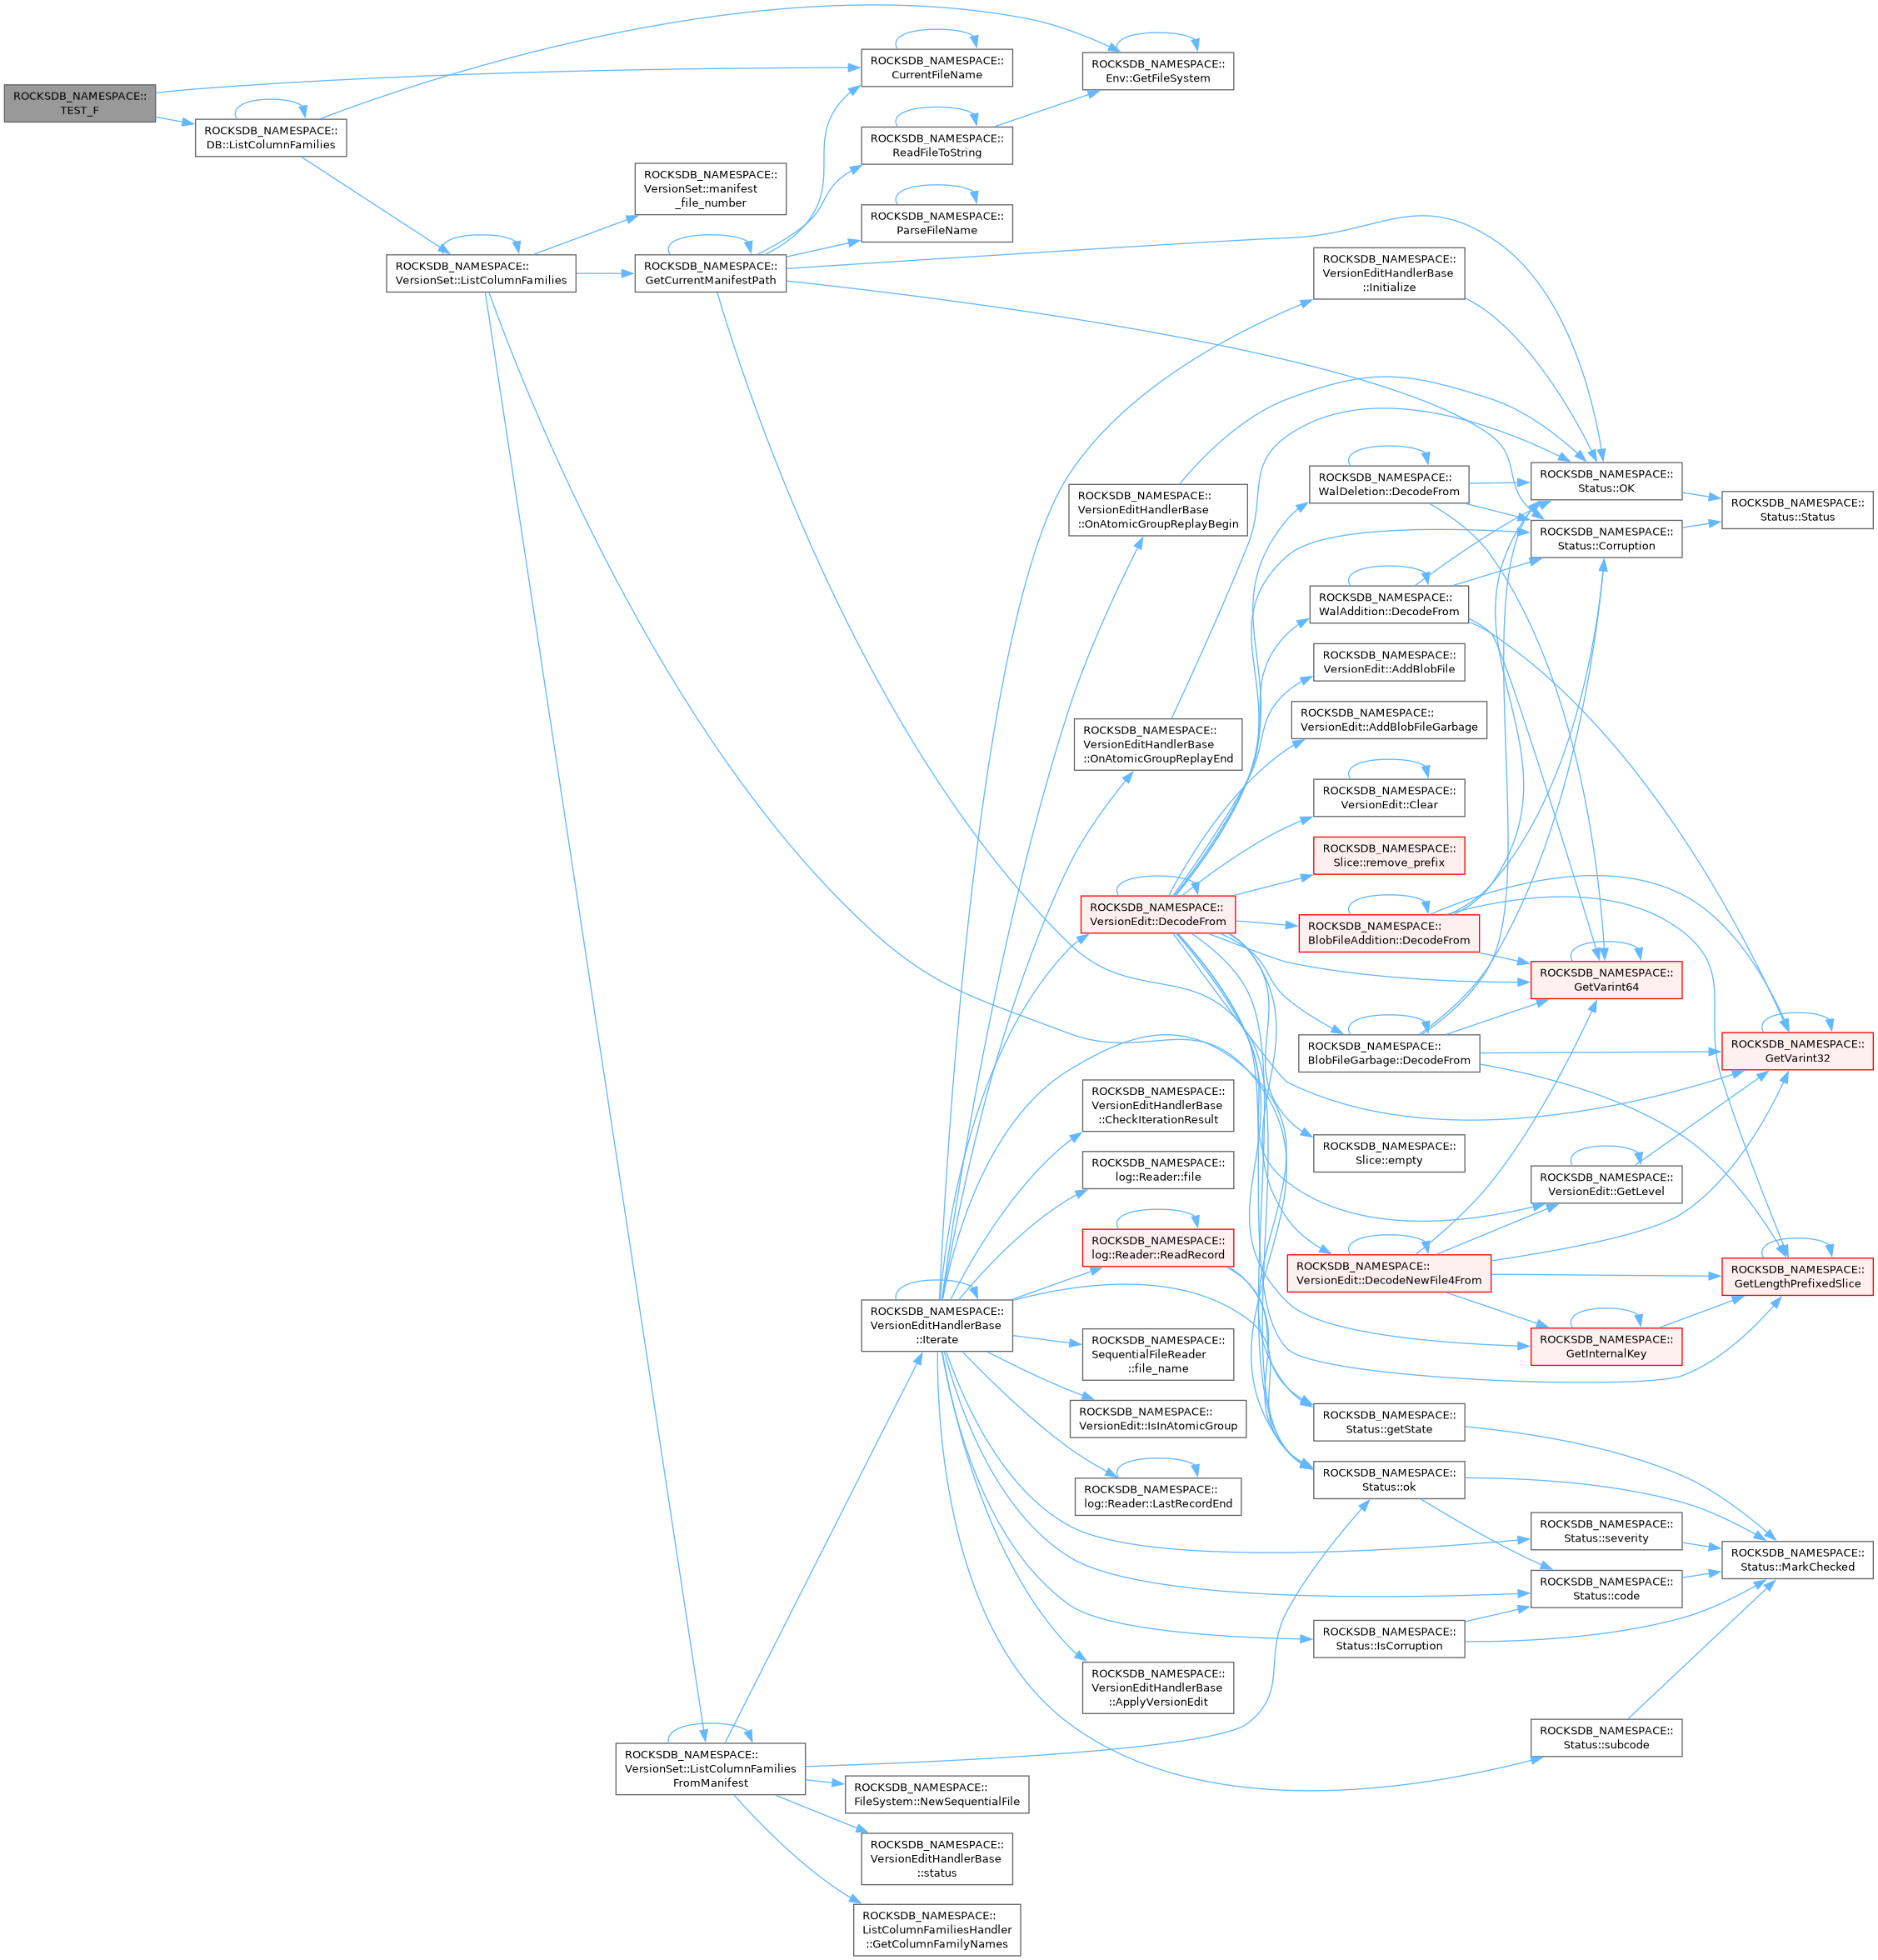 ROCKSDB_NAMESPACE::
TEST_F
ROCKSDB_NAMESPACE::
DB::ListColumnFamilies
ROCKSDB_NAMESPACE::
VersionSet::ListColumnFamilies
ROCKSDB_NAMESPACE::
VersionSet::manifest
_file_number
ROCKSDB_NAMESPACE::
GetCurrentManifestPath
ROCKSDB_NAMESPACE::
VersionSet::ListColumnFamilies
FromManifest
ROCKSDB_NAMESPACE::
CurrentFileName
ROCKSDB_NAMESPACE::
ReadFileToString
ROCKSDB_NAMESPACE::
ParseFileName
ROCKSDB_NAMESPACE::
VersionEditHandlerBase
::Iterate
ROCKSDB_NAMESPACE::
FileSystem::NewSequentialFile
ROCKSDB_NAMESPACE::
VersionEditHandlerBase
::status
ROCKSDB_NAMESPACE::
ListColumnFamiliesHandler
::GetColumnFamilyNames
ROCKSDB_NAMESPACE::
Env::GetFileSystem
ROCKSDB_NAMESPACE::
VersionEditHandlerBase
::OnAtomicGroupReplayBegin
ROCKSDB_NAMESPACE::
VersionEditHandlerBase
::OnAtomicGroupReplayEnd
ROCKSDB_NAMESPACE::
VersionEdit::DecodeFrom
ROCKSDB_NAMESPACE::
VersionEditHandlerBase
::CheckIterationResult
ROCKSDB_NAMESPACE::
log::Reader::file
ROCKSDB_NAMESPACE::
log::Reader::ReadRecord
ROCKSDB_NAMESPACE::
SequentialFileReader
::file_name
ROCKSDB_NAMESPACE::
VersionEdit::IsInAtomicGroup
ROCKSDB_NAMESPACE::
log::Reader::LastRecordEnd
ROCKSDB_NAMESPACE::
VersionEditHandlerBase
::ApplyVersionEdit
ROCKSDB_NAMESPACE::
VersionEditHandlerBase
::Initialize
ROCKSDB_NAMESPACE::
WalDeletion::DecodeFrom
ROCKSDB_NAMESPACE::
WalAddition::DecodeFrom
ROCKSDB_NAMESPACE::
VersionEdit::AddBlobFile
ROCKSDB_NAMESPACE::
VersionEdit::AddBlobFileGarbage
ROCKSDB_NAMESPACE::
VersionEdit::Clear
ROCKSDB_NAMESPACE::
Slice::remove_prefix
ROCKSDB_NAMESPACE::
BlobFileAddition::DecodeFrom
ROCKSDB_NAMESPACE::
BlobFileGarbage::DecodeFrom
ROCKSDB_NAMESPACE::
Slice::empty
ROCKSDB_NAMESPACE::
VersionEdit::DecodeNewFile4From
ROCKSDB_NAMESPACE::
Status::getState
ROCKSDB_NAMESPACE::
Status::ok
ROCKSDB_NAMESPACE::
Status::IsCorruption
ROCKSDB_NAMESPACE::
Status::OK
ROCKSDB_NAMESPACE::
Status::Corruption
ROCKSDB_NAMESPACE::
GetVarint64
ROCKSDB_NAMESPACE::
VersionEdit::GetLevel
ROCKSDB_NAMESPACE::
GetInternalKey
ROCKSDB_NAMESPACE::
Status::severity
ROCKSDB_NAMESPACE::
Status::code
ROCKSDB_NAMESPACE::
Status::subcode
ROCKSDB_NAMESPACE::
Status::Status
ROCKSDB_NAMESPACE::
GetVarint32
ROCKSDB_NAMESPACE::
GetLengthPrefixedSlice
ROCKSDB_NAMESPACE::
Status::MarkChecked